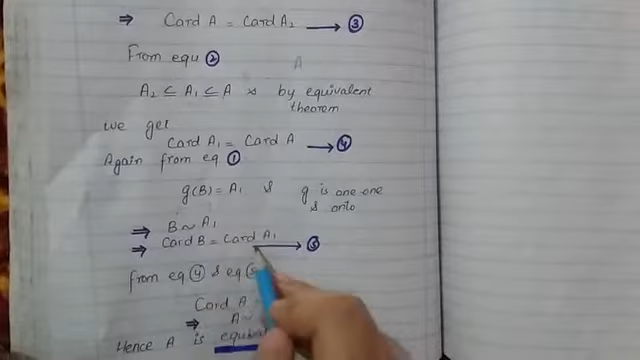 ⇒ Card A = Card A₂ → ③
From equ ②
A
A₂ ⊆ A₁ ⊆ A & by equivalent
theorem
we get
Card A₁ = Card A → ④
Again from eq ①
g(B) = A₁ & g is one one
& onto
⇒ B ~ A₁
⇒ Card B = Card A₁ → ⑤
from eq ④ & eq
Card A
⇒ A ~
Hence A is